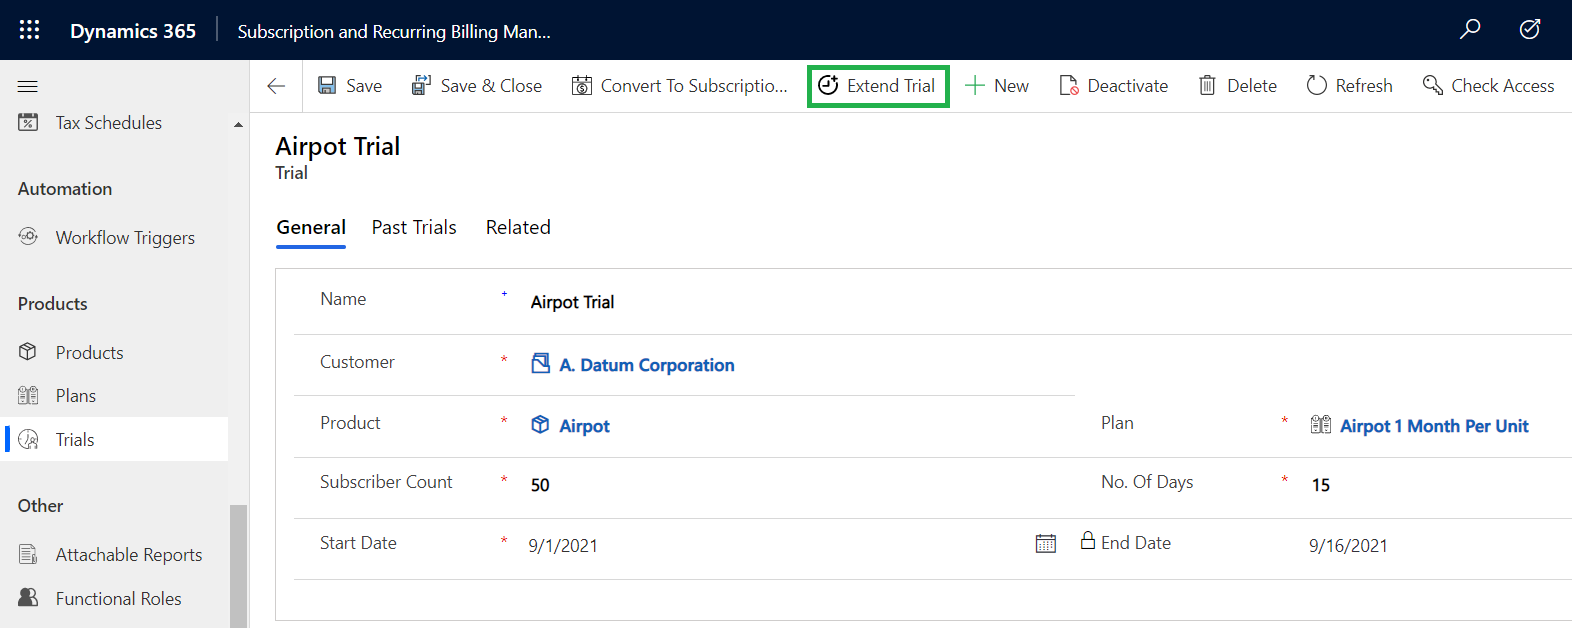 Dynamics 365 Subscription and Recurring Billing Man...
Save Save & Close Convert To Subscriptio... Extend Trial New Deactivate Delete Refresh Check Access
Tax Schedules
Automation
Workflow Triggers
Products
Products
Plans
Trials
Other
Attachable Reports
Functional Roles
Airpot Trial
Trial
General Past Trials Related
Name + Airpot Trial
Customer * A. Datum Corporation
Product * Airpot Plan * Airpot 1 Month Per Unit
Subscriber Count * 50 No. Of Days * 15
Start Date * 9/1/2021 End Date 9/16/2021